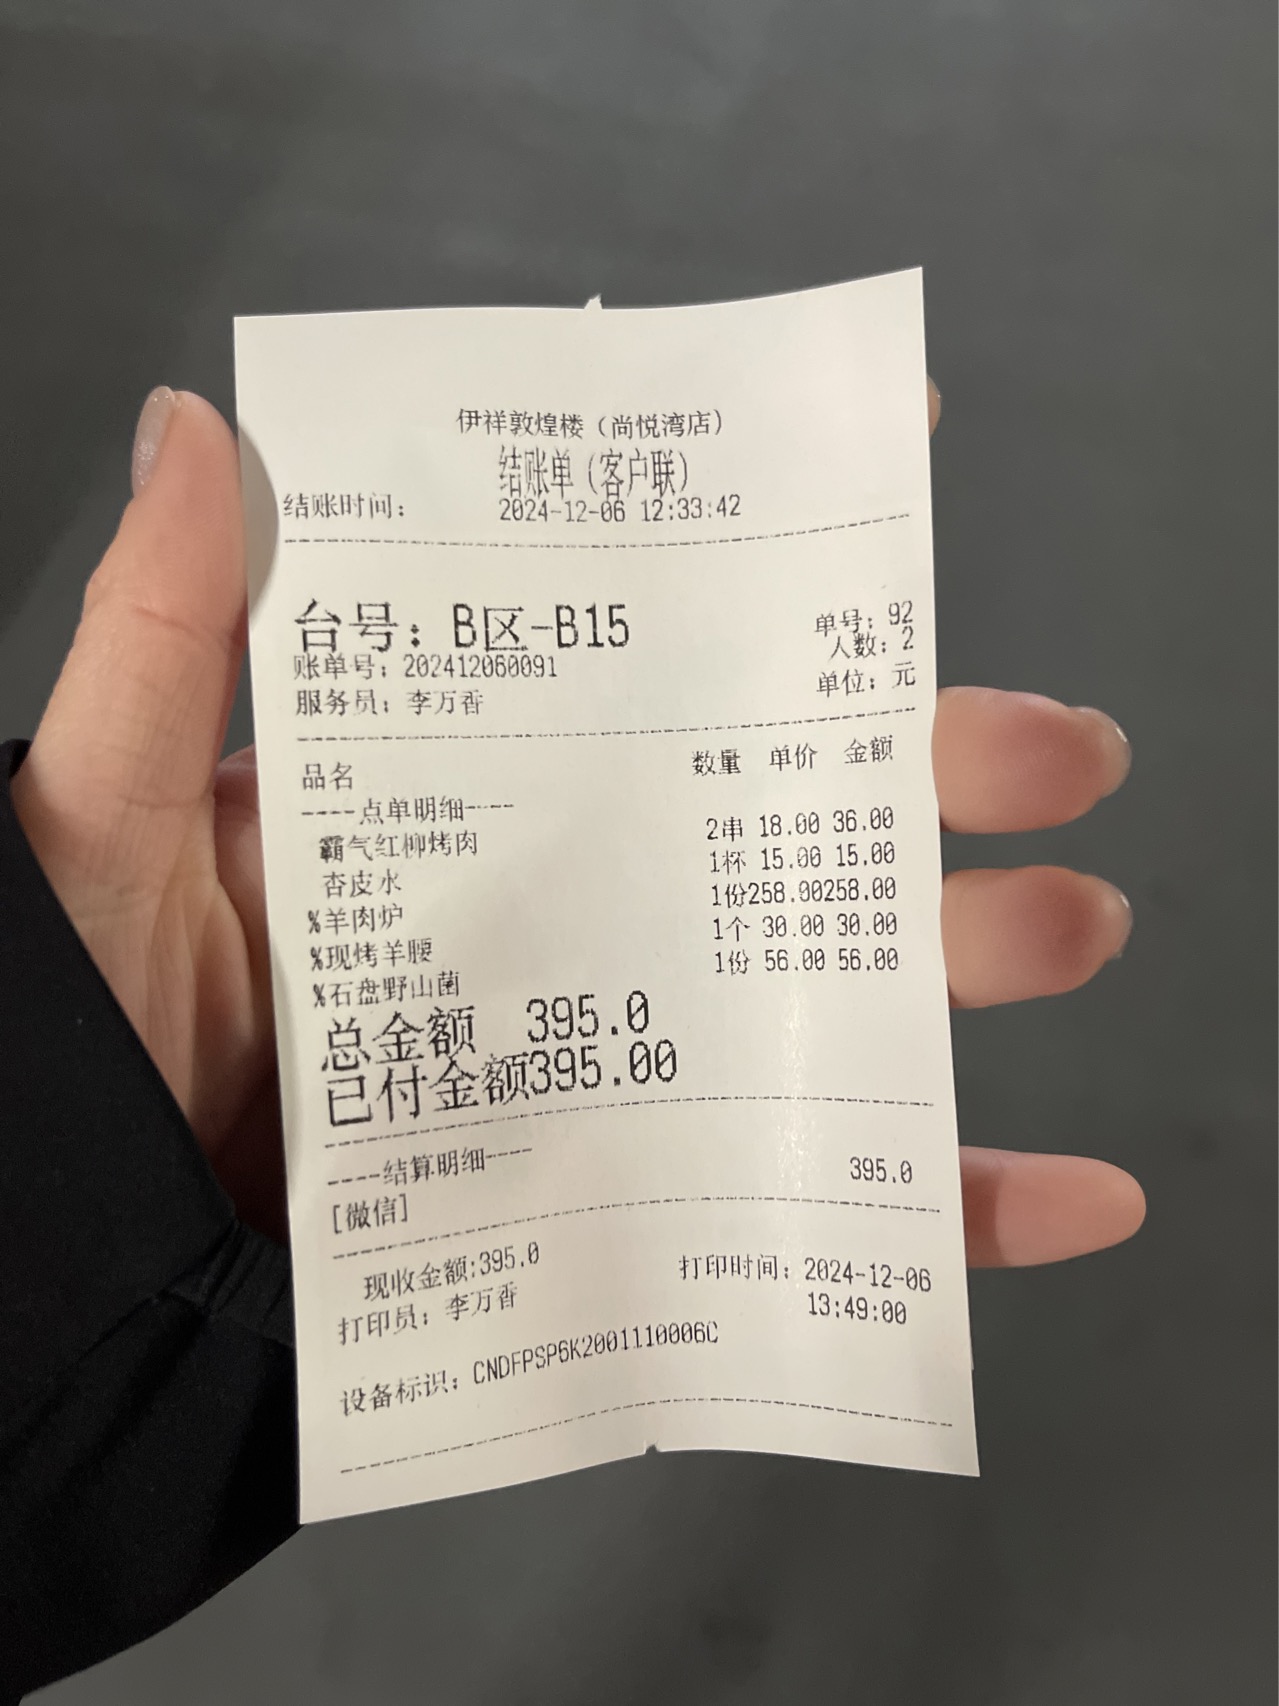 伊祥敦煌楼（尚悦湾店）
结账单（客户联）
结账时间： 2024-12-06 12:33:42
台号：B区-B15 单号：92
人数：2
账单号：202412060091
服务员：李万香 单位：元
品名 数量 单价 金额
----点单明细----
霸气红柳烤肉 2串 18.00 36.00
杏皮水 1杯 15.00 15.00
%羊肉炉 1份258.00258.00
%现烤羊腰 1个 30.00 30.00
%石盘野山菌 1份 56.00 56.00
总金额 395.0
已付金额395.00
----结算明细----
[微信] 395.0
现收金额:395.0
打印员：李万香 打印时间：2024-12-06
13:49:00
设备标识：CNDFPSP6K20011110006C